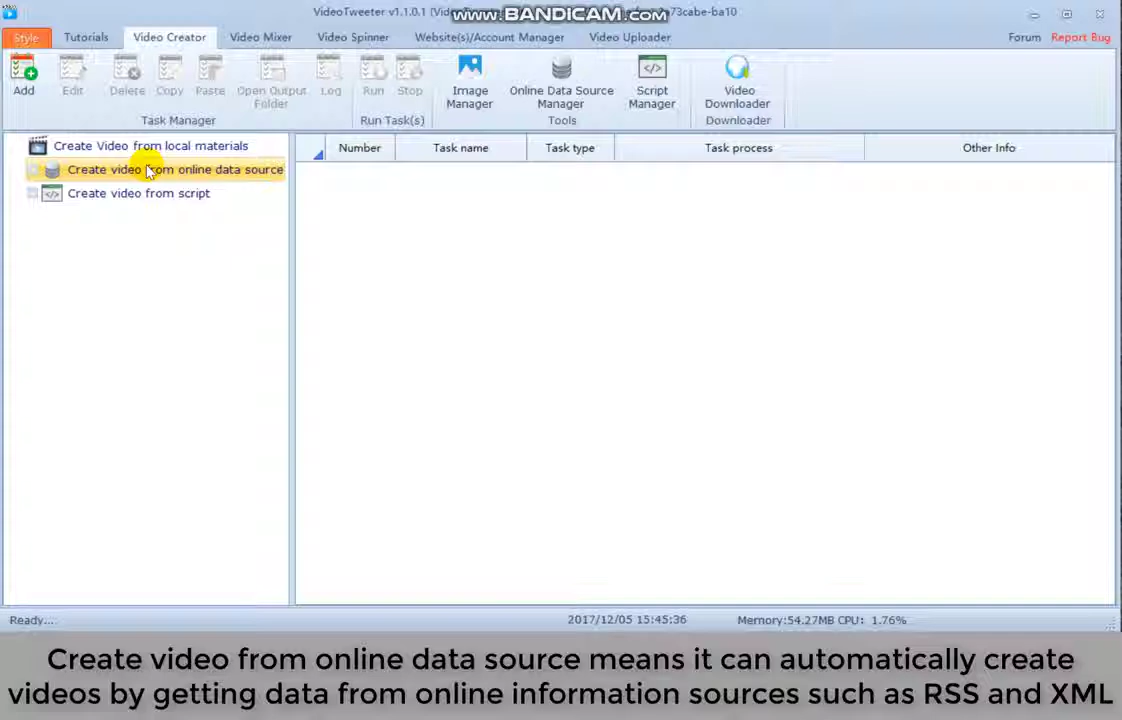 VideoTweeter v1.1.0.1
www.BANDICAM.com
73cabe-ba10
Style Tutorials Video Creator Video Mixer Video Spinner Website(s)/Account Manager Video Uploader Forum Report Bug
Add Edit Delete Copy Paste Open Output Folder Log Run Stop Image Manager Online Data Source Manager Script Manager Video Downloader
Task Manager Run Task(s) Tools Downloader
Create Video from local materials
Create video from online data source
Create video from script
Number Task name Task type Task process Other Info
Ready.... 2017/12/05 15:45:36 Memory:54.27MB CPU: 1.76%
Create video from online data source means it can automatically create
videos by getting data from online information sources such as RSS and XML